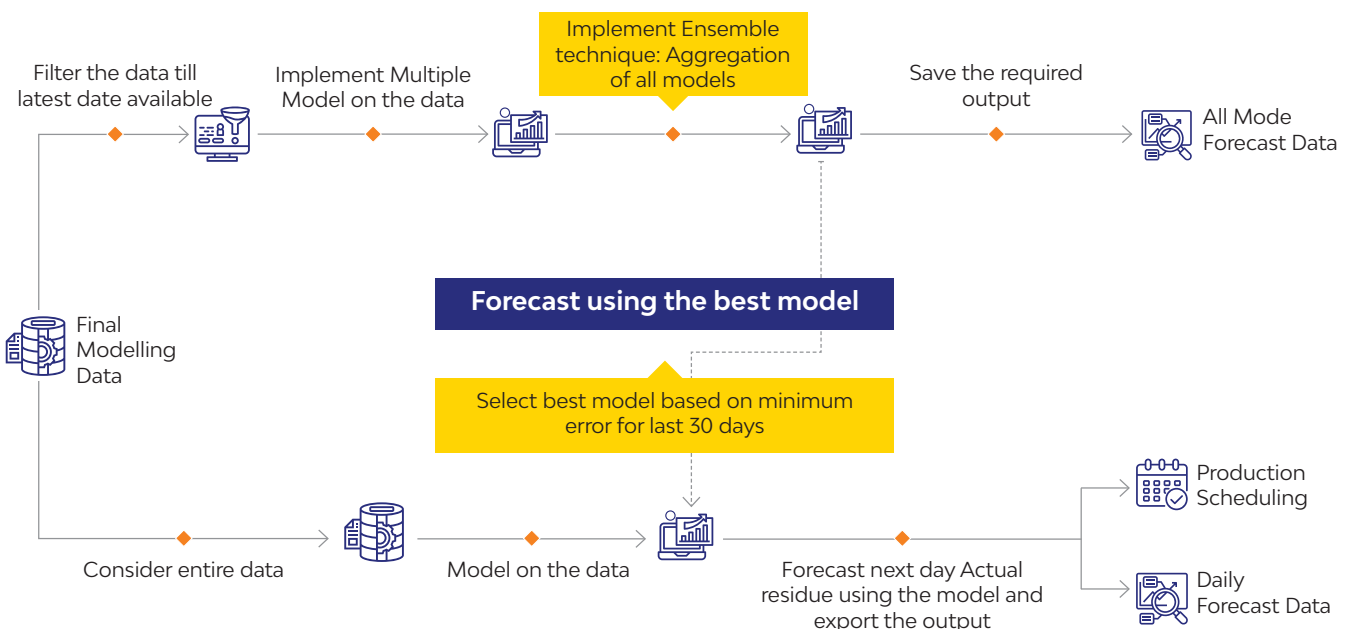 Implement Ensemble
technique: Aggregation
of all models
Filter the data till
latest date available
Implement Multiple
Model on the data
Save the required
output
All Mode
Forecast Data
Forecast using the best model
Final
Modelling
Data
Select best model based on minimum
error for last 30 days
Production
Scheduling
Consider entire data
Model on the data
Forecast next day Actual
residue using the model and
export the output
Daily
Forecast Data